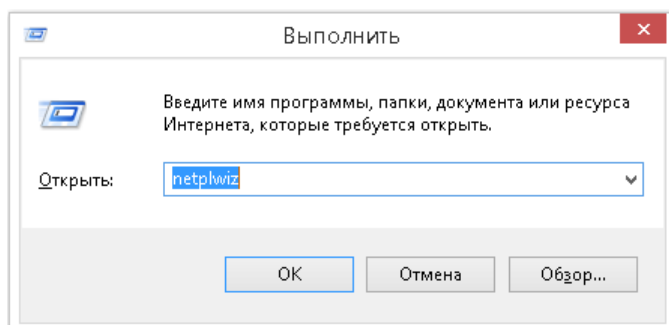 Выполнить
Введите имя программы, папки, документа или ресурса
Интернета, которые требуется открыть.
Открыть: netplwiz
OK Отмена Обзор...